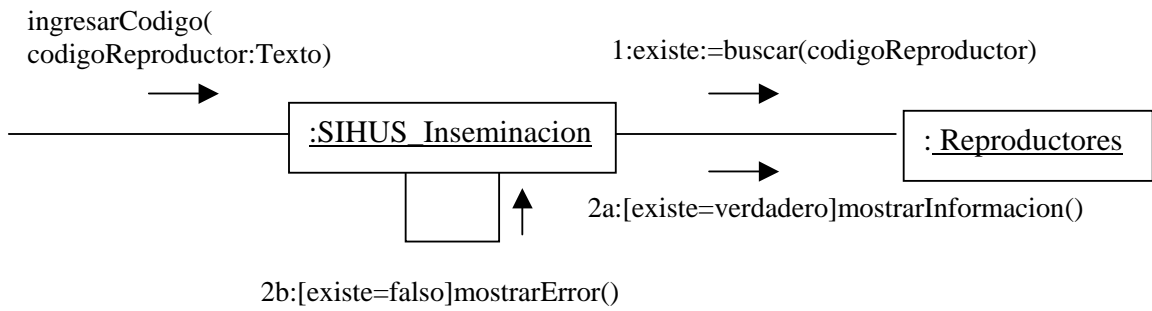 ingresarCodigo(
codigoReproductor:Texto)
1:existe:=buscar(codigoReproductor)
:SIHUS_Inseminacion
: Reproductores
2a:[existe=verdadero]mostrarInformacion()
2b:[existe=falso]mostrarError()